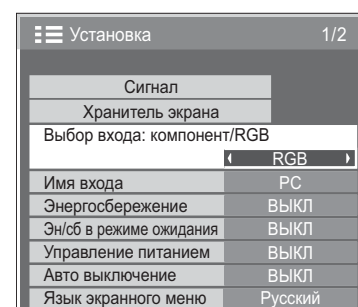 Установка 1/2
Сигнал
Хранитель экрана
Выбор входа: компонент/RGB
RGB
Имя входа PC
Энергосбережение ВЫКЛ
Эн/сб в режиме ожидания ВЫКЛ
Управление питанием ВЫКЛ
Авто выключение ВЫКЛ
Язык экранного меню Русский